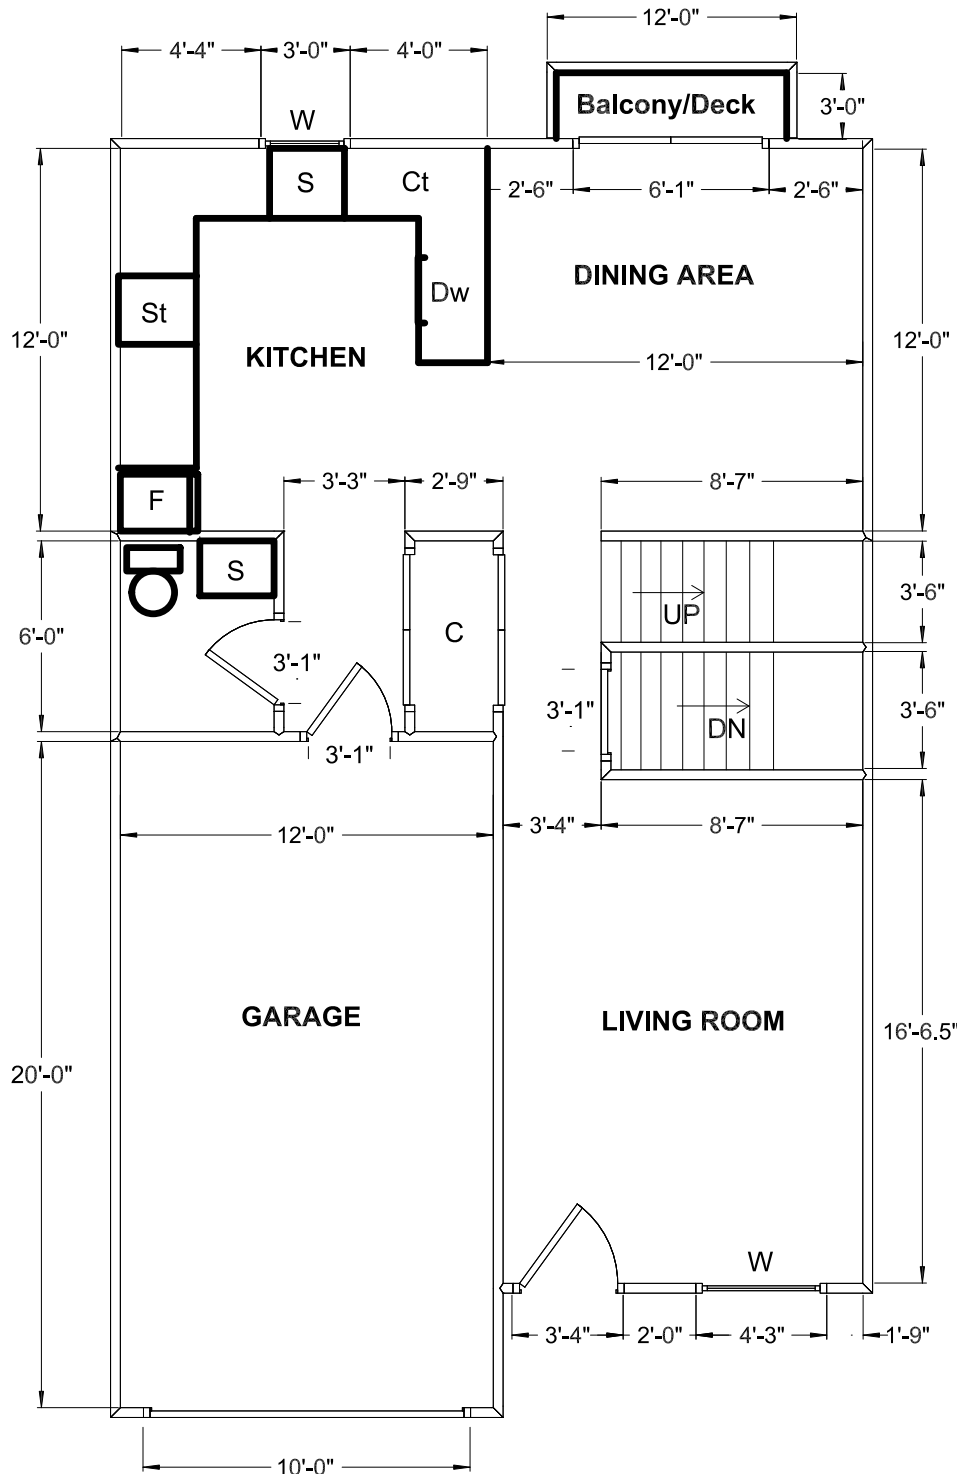 12'-0"
4'-4" 3'-0" 4'-0"
Balcony/Deck
3'-0"
W
S
Ct
2'-6" 6'-1" 2'-6"
DINING AREA
St
Dw
12'-0"
KITCHEN
12'-0"
12'-0"
F
3'-3" 2'-9"
8'-7"
S
3'-6"
UP
6'-0"
C
3'-1"
3'-1"
3'-6"
DN
3'-1"
12'-0"
3'-4" 8'-7"
GARAGE
LIVING ROOM
16'-6.5"
20'-0"
W
3'-4" 2'-0" 4'-3" 1'-9"
10'-0"